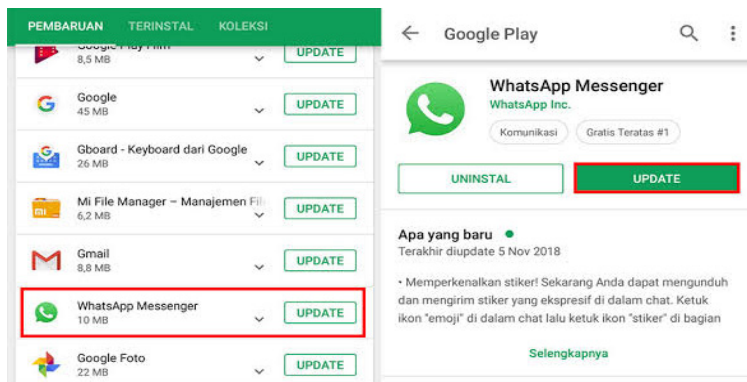 PEMBARUAN TERINSTAL KOLEKSI
Google Play Film
8,5 MB
UPDATE
Google
45 MB
UPDATE
Gboard - Keyboard dari Google
26 MB
UPDATE
Mi File Manager – Manajemen Fil
6,2 MB
UPDATE
Gmail
8,8 MB
UPDATE
WhatsApp Messenger
10 MB
UPDATE
Google Foto
22 MB
UPDATE
Google Play
WhatsApp Messenger
WhatsApp Inc.
Komunikasi Gratis Teratas #1
UNINSTAL UPDATE
Apa yang baru
Terakhir diupdate 5 Nov 2018
• Memperkenalkan stiker! Sekarang Anda dapat mengunduh
dan mengirim stiker yang ekspresif di dalam chat. Ketuk
ikon "emoji" di dalam chat lalu ketuk ikon "stiker" di bagian
Selengkapnya